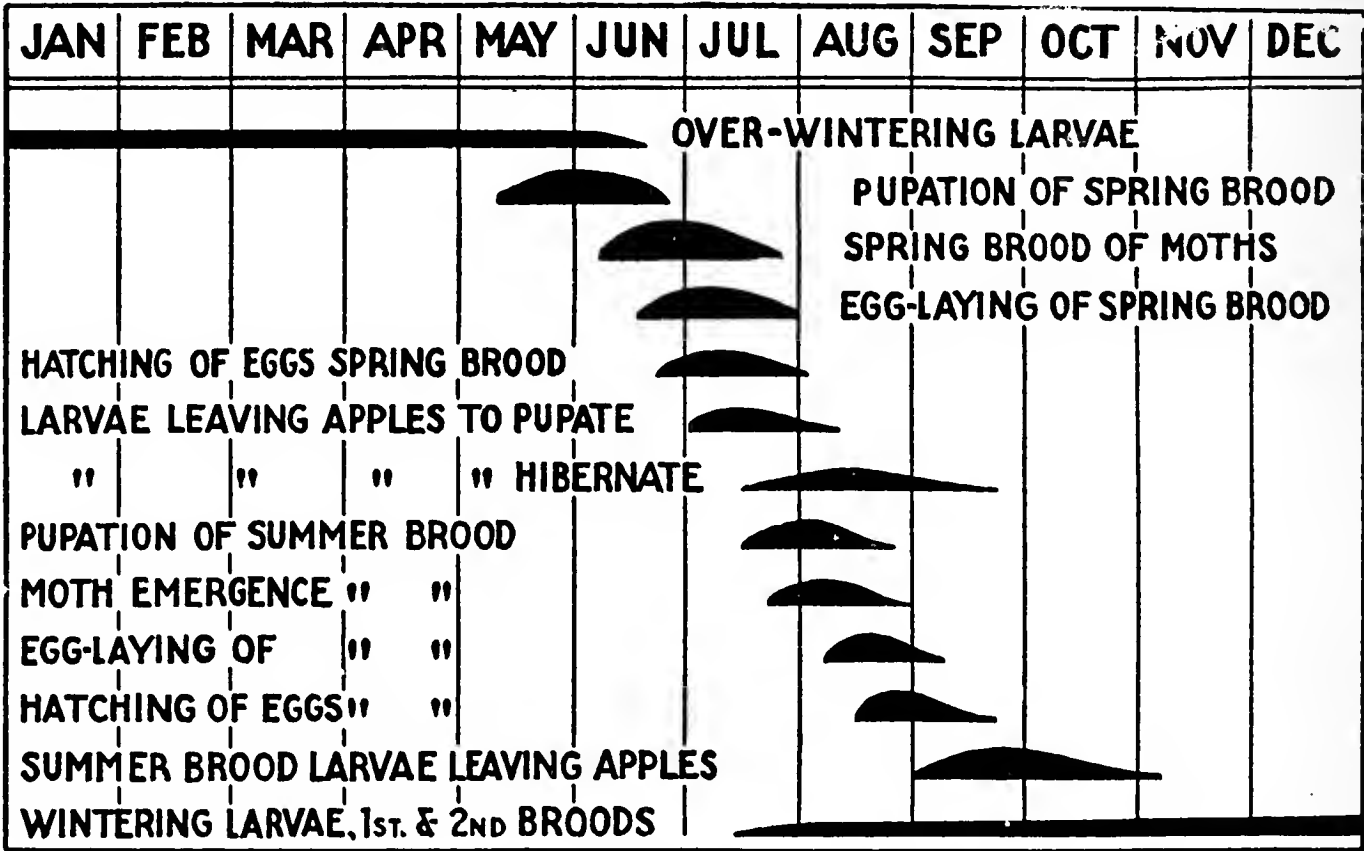 JAN FEB MAR APR MAY JUN JUL AUG SEP OCT NOV DEC
OVER-WINTERING LARVAE
PUPATION OF SPRING BROOD
SPRING BROOD OF MOTHS
EGG-LAYING OF SPRING BROOD
HATCHING OF EGGS SPRING BROOD
LARVAE LEAVING APPLES TO PUPATE
" " " " HIBERNATE
PUPATION OF SUMMER BROOD
MOTH EMERGENCE " "
EGG-LAYING OF " "
HATCHING OF EGGS " "
SUMMER BROOD LARVAE LEAVING APPLES
WINTERING LARVAE, 1ST. & 2ND BROODS